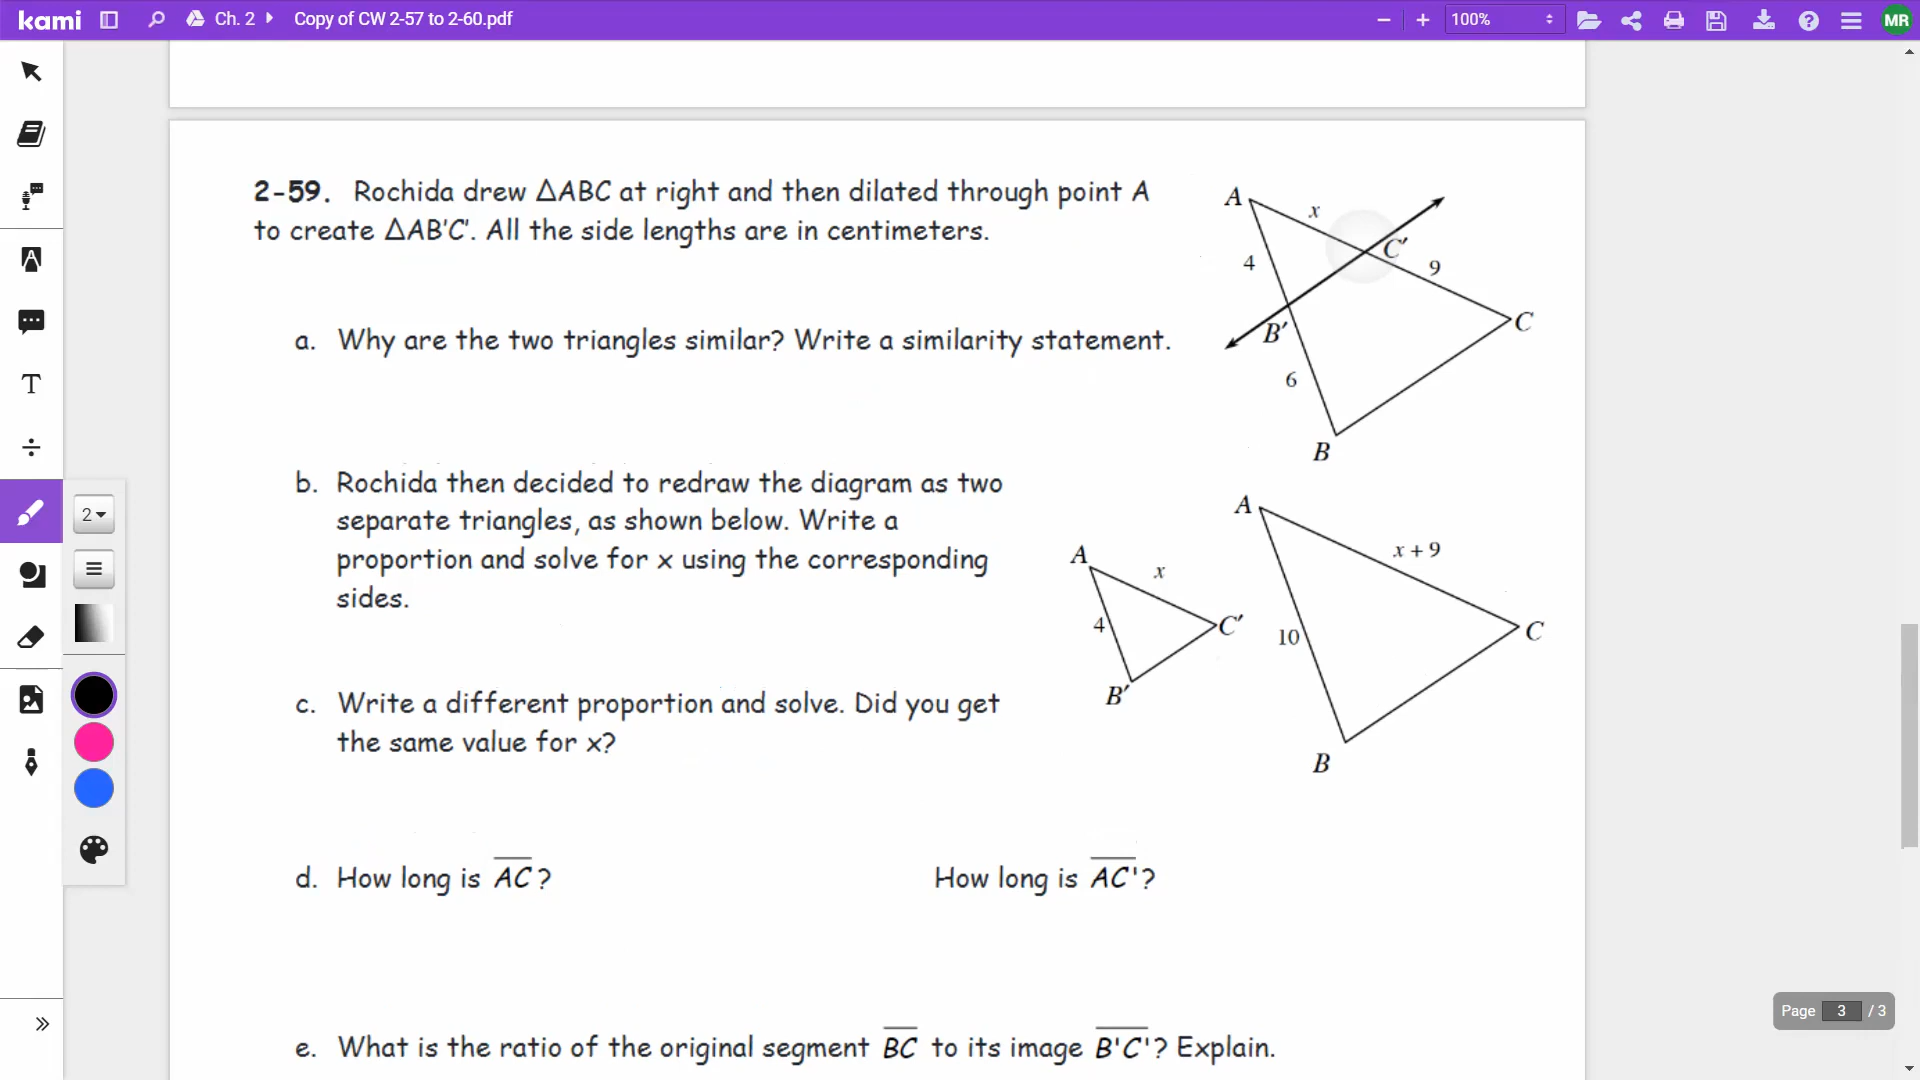 kami Ch. 2 Copy of CW 2-57 to 2-60.pdf 100% MR
2-59. Rochida drew ΔABC at right and then dilated through point A
to create ΔAB'C'. All the side lengths are in centimeters.
A
x
C'
4
9
C
B'
6
B
a. Why are the two triangles similar? Write a similarity statement.
b. Rochida then decided to redraw the diagram as two
separate triangles, as shown below. Write a
proportion and solve for x using the corresponding
sides.
A
x
4
C'
B'
A
x + 9
10
C
B
c. Write a different proportion and solve. Did you get
the same value for x?
d. How long is AC? How long is AC'?
e. What is the ratio of the original segment BC to its image B'C'? Explain.
T
2
Page 3 / 3